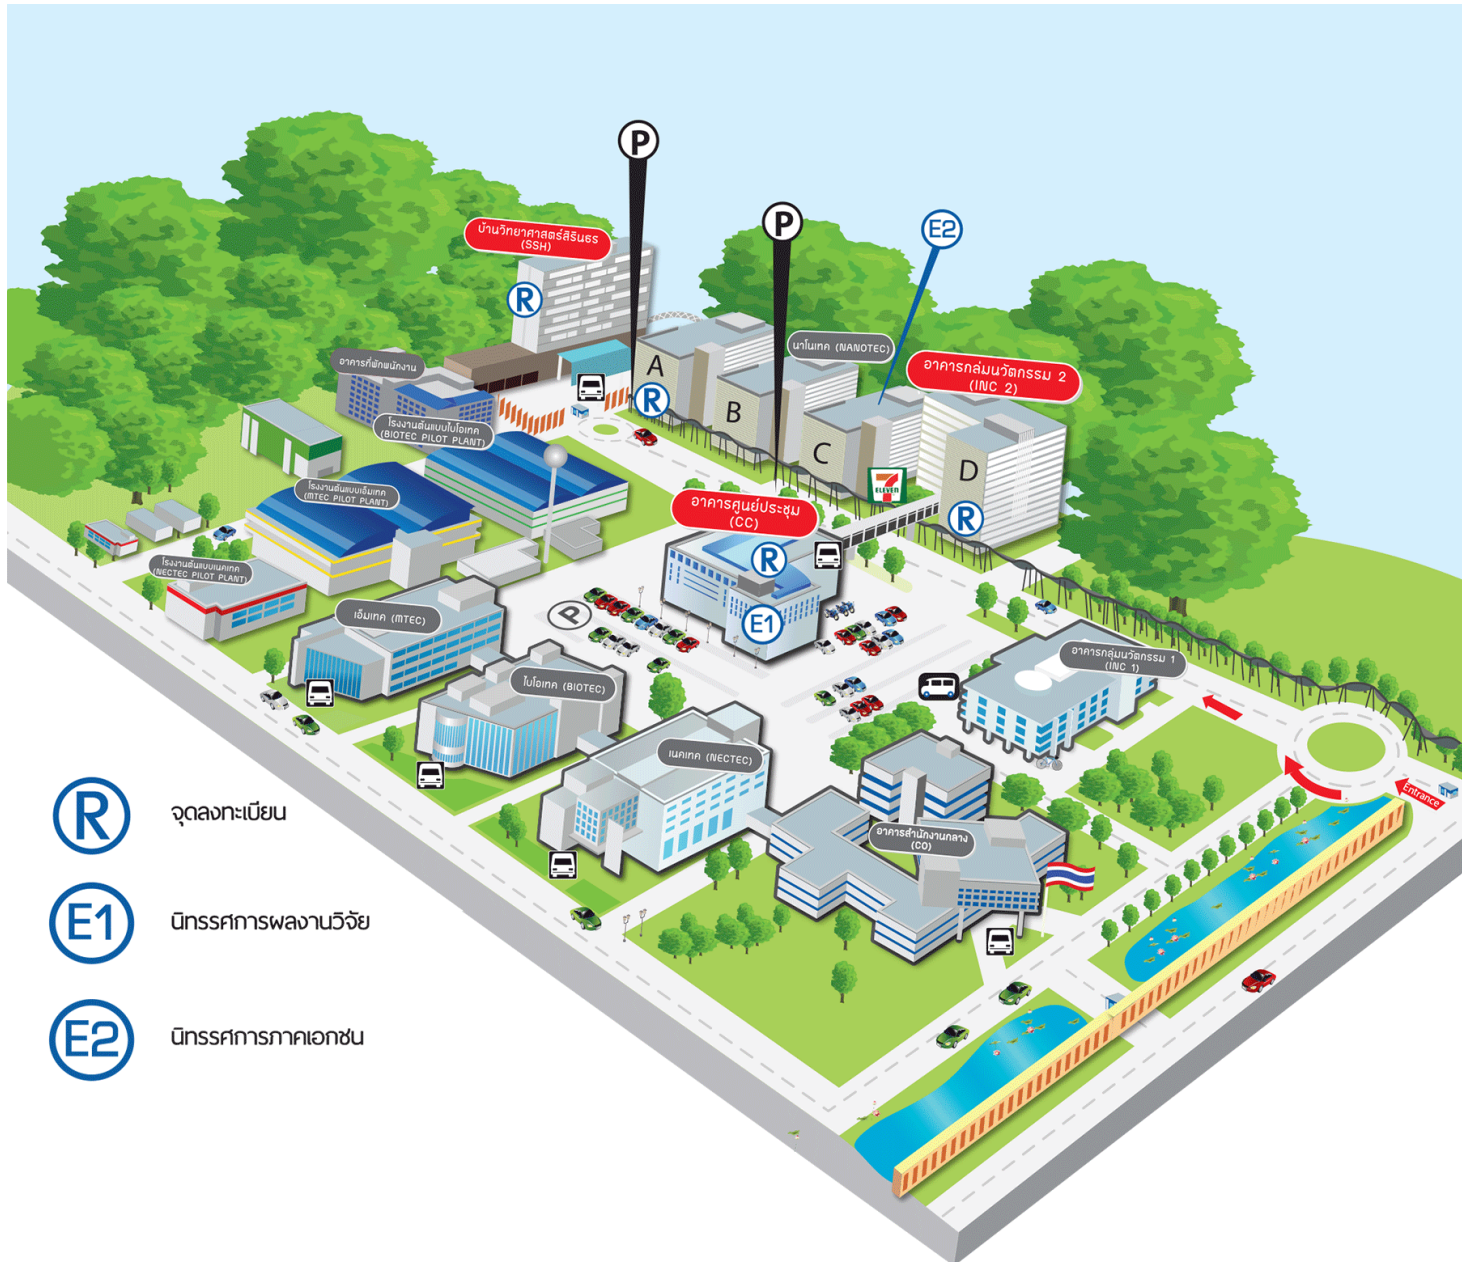 P
P
E2
บ้านวิทยาศาสตร์สิรินธร
(SSH)
R
นาโนเทค (NANOTEC)
อาคารกลุ่มนวัตกรรม 2
(INC 2)
อาคารที่พักพนักงาน
A
R
B
C
D
โรงงานต้นแบบไบโอเทค
(BIOTEC PILOT PLANT)
7
ELEVEN
โรงงานต้นแบบเอ็มเทค
(MTEC PILOT PLANT)
อาคารศูนย์ประชุม
(CC)
R
R
โรงงานต้นแบบเนคเทค
(NECTEC PILOT PLANT)
เอ็มเทค (MTEC)
P
E1
อาคารกลุ่มนวัตกรรม 1
(INC 1)
ไบโอเทค (BIOTEC)
เนคเทค (NECTEC)
Entrance
อาคารสำนักงานกลาง
(CO)
R จุดลงทะเบียน
E1 นิทรรศการผลงานวิจัย
E2 นิทรรศการภาคเอกชน